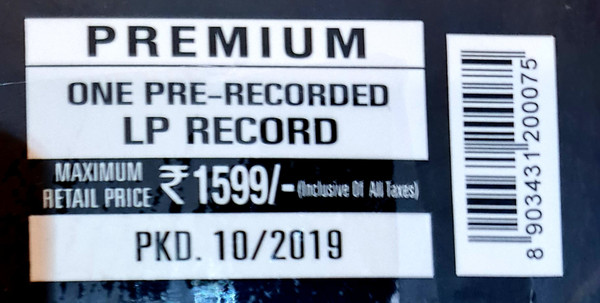 PREMIUM
ONE PRE-RECORDED
LP RECORD
MAXIMUM
RETAIL PRICE ₹1599/- (Inclusive Of All Taxes)
PKD. 10/2019
8 903431 200075